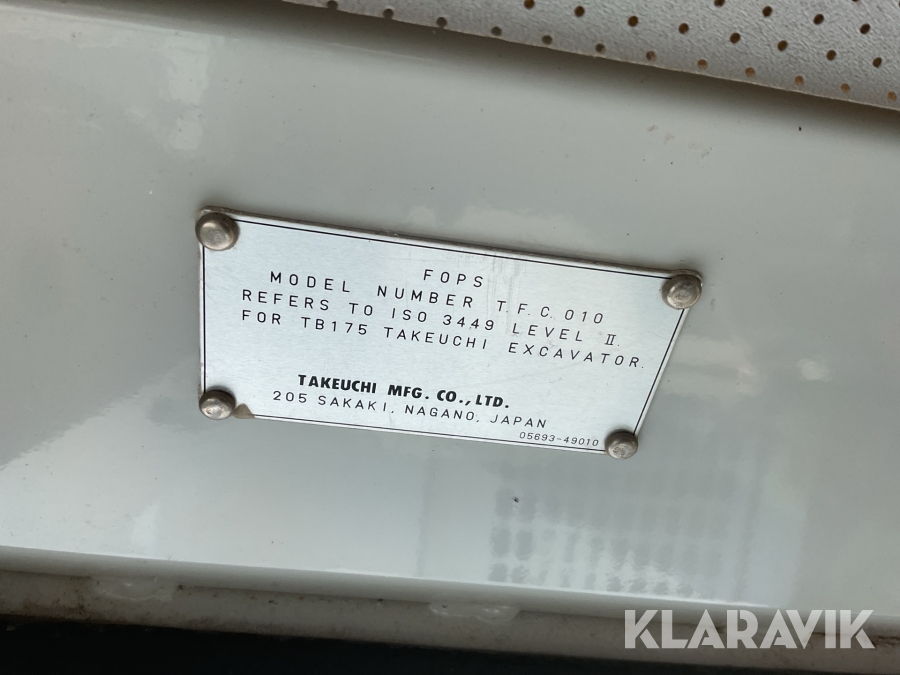 FOPS
MODEL NUMBER T.F.C.010
REFERS TO ISO 3449 LEVEL II.
FOR TB175 TAKEUCHI EXCAVATOR.
TAKEUCHI MFG. CO., LTD.
205 SAKAKI, NAGANO, JAPAN
05693-49010
KLARAVIK